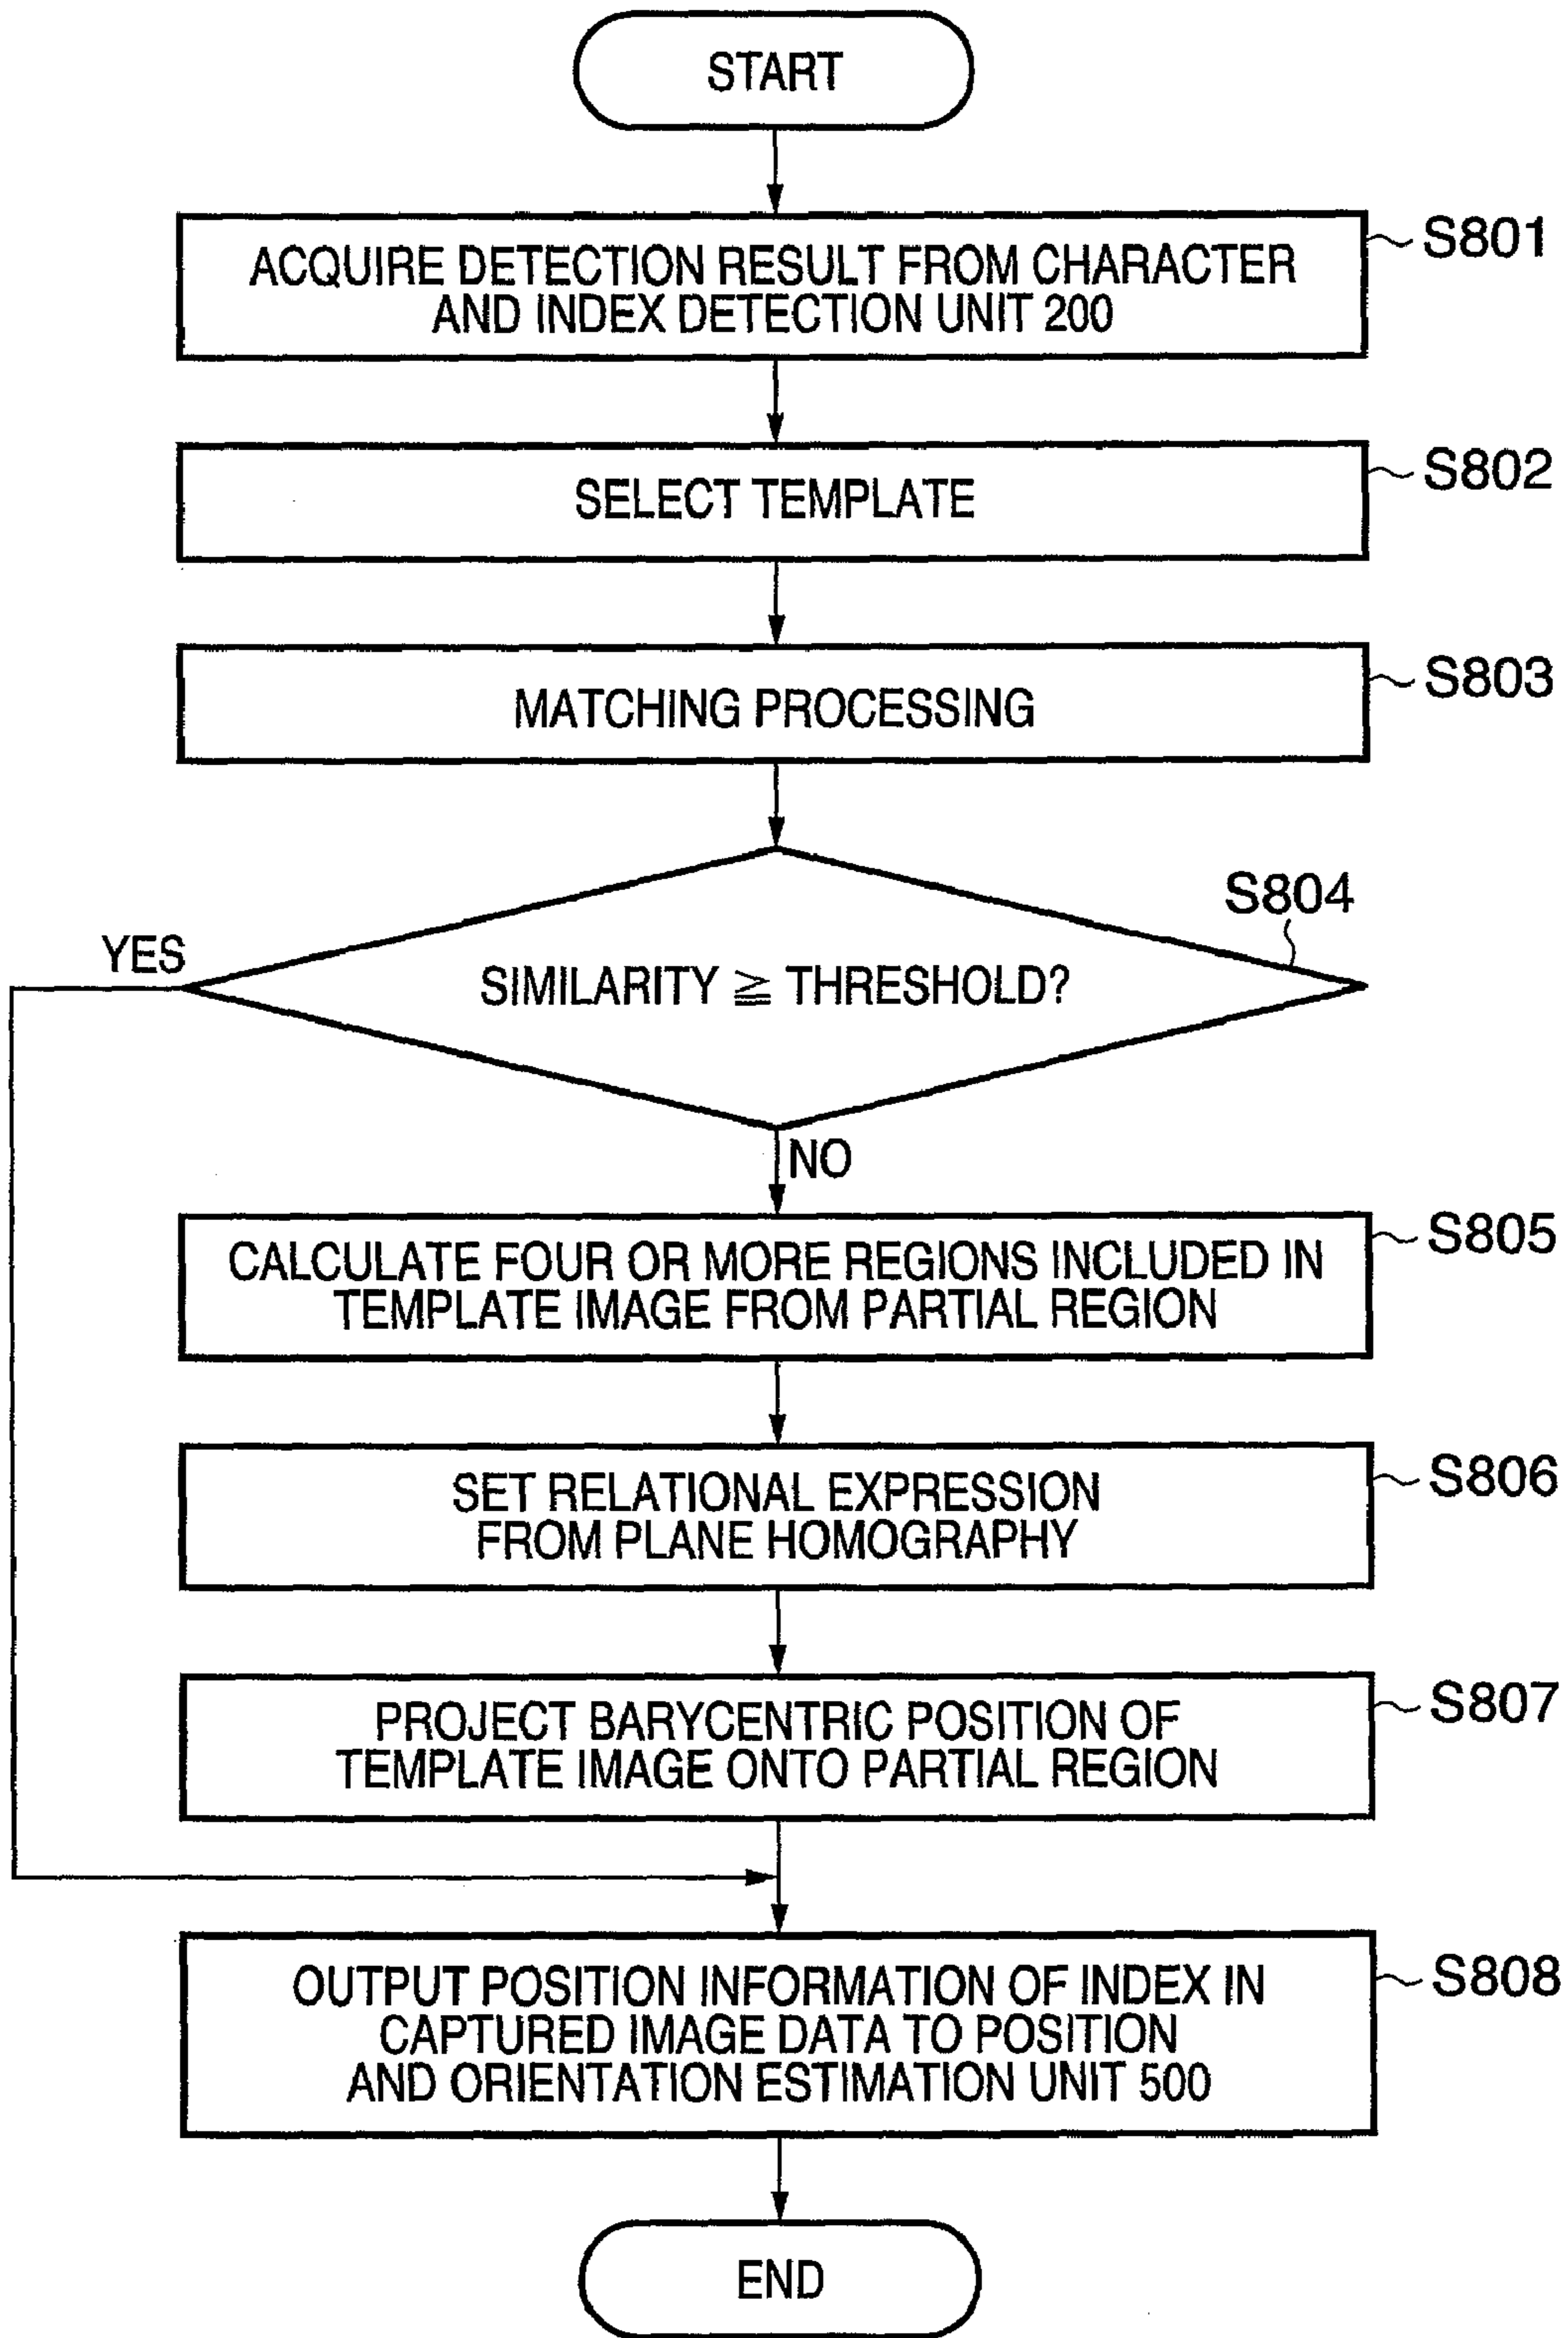 START
ACQUIRE DETECTION RESULT FROM CHARACTER
AND INDEX DETECTION UNIT 200
S801
SELECT TEMPLATE
S802
MATCHING PROCESSING
S803
SIMILARITY ≧ THRESHOLD?
S804
YES
NO
CALCULATE FOUR OR MORE REGIONS INCLUDED IN
TEMPLATE IMAGE FROM PARTIAL REGION
S805
SET RELATIONAL EXPRESSION
FROM PLANE HOMOGRAPHY
S806
PROJECT BARYCENTRIC POSITION OF
TEMPLATE IMAGE ONTO PARTIAL REGION
S807
OUTPUT POSITION INFORMATION OF INDEX IN
CAPTURED IMAGE DATA TO POSITION
AND ORIENTATION ESTIMATION UNIT 500
S808
END